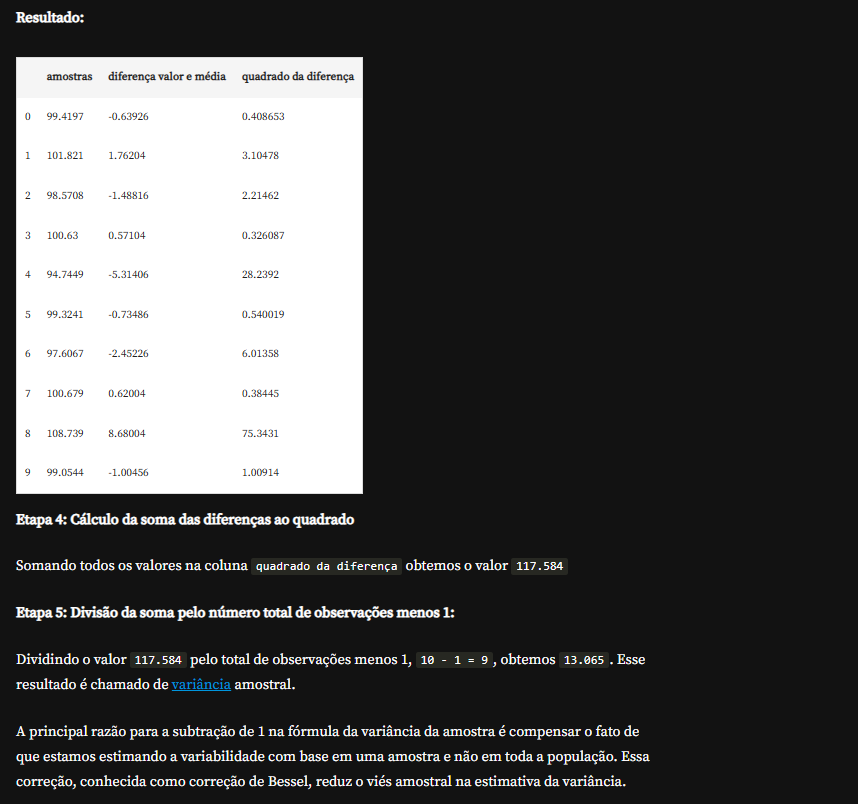 Resultado:
amostras diferença valor e média quadrado da diferença
0 99.4197 -0.63926 0.408653
1 101.821 1.76204 3.10478
2 98.5708 -1.48816 2.21462
3 100.63 0.57104 0.326087
4 94.7449 -5.31406 28.2392
5 99.3241 -0.73486 0.540019
6 97.6067 -2.45226 6.01358
7 100.679 0.62004 0.38445
8 108.739 8.68004 75.3431
9 99.0544 -1.00456 1.00914
Etapa 4: Cálculo da soma das diferenças ao quadrado
Somando todos os valores na coluna quadrado da diferença obtemos o valor 117.584
Etapa 5: Divisão da soma pelo número total de observações menos 1:
Dividindo o valor 117.584 pelo total de observações menos 1, 10 - 1 = 9 , obtemos 13.065 . Esse
resultado é chamado de variância amostral.
A principal razão para a subtração de 1 na fórmula da variância da amostra é compensar o fato de
que estamos estimando a variabilidade com base em uma amostra e não em toda a população. Essa
correção, conhecida como correção de Bessel, reduz o viés amostral na estimativa da variância.